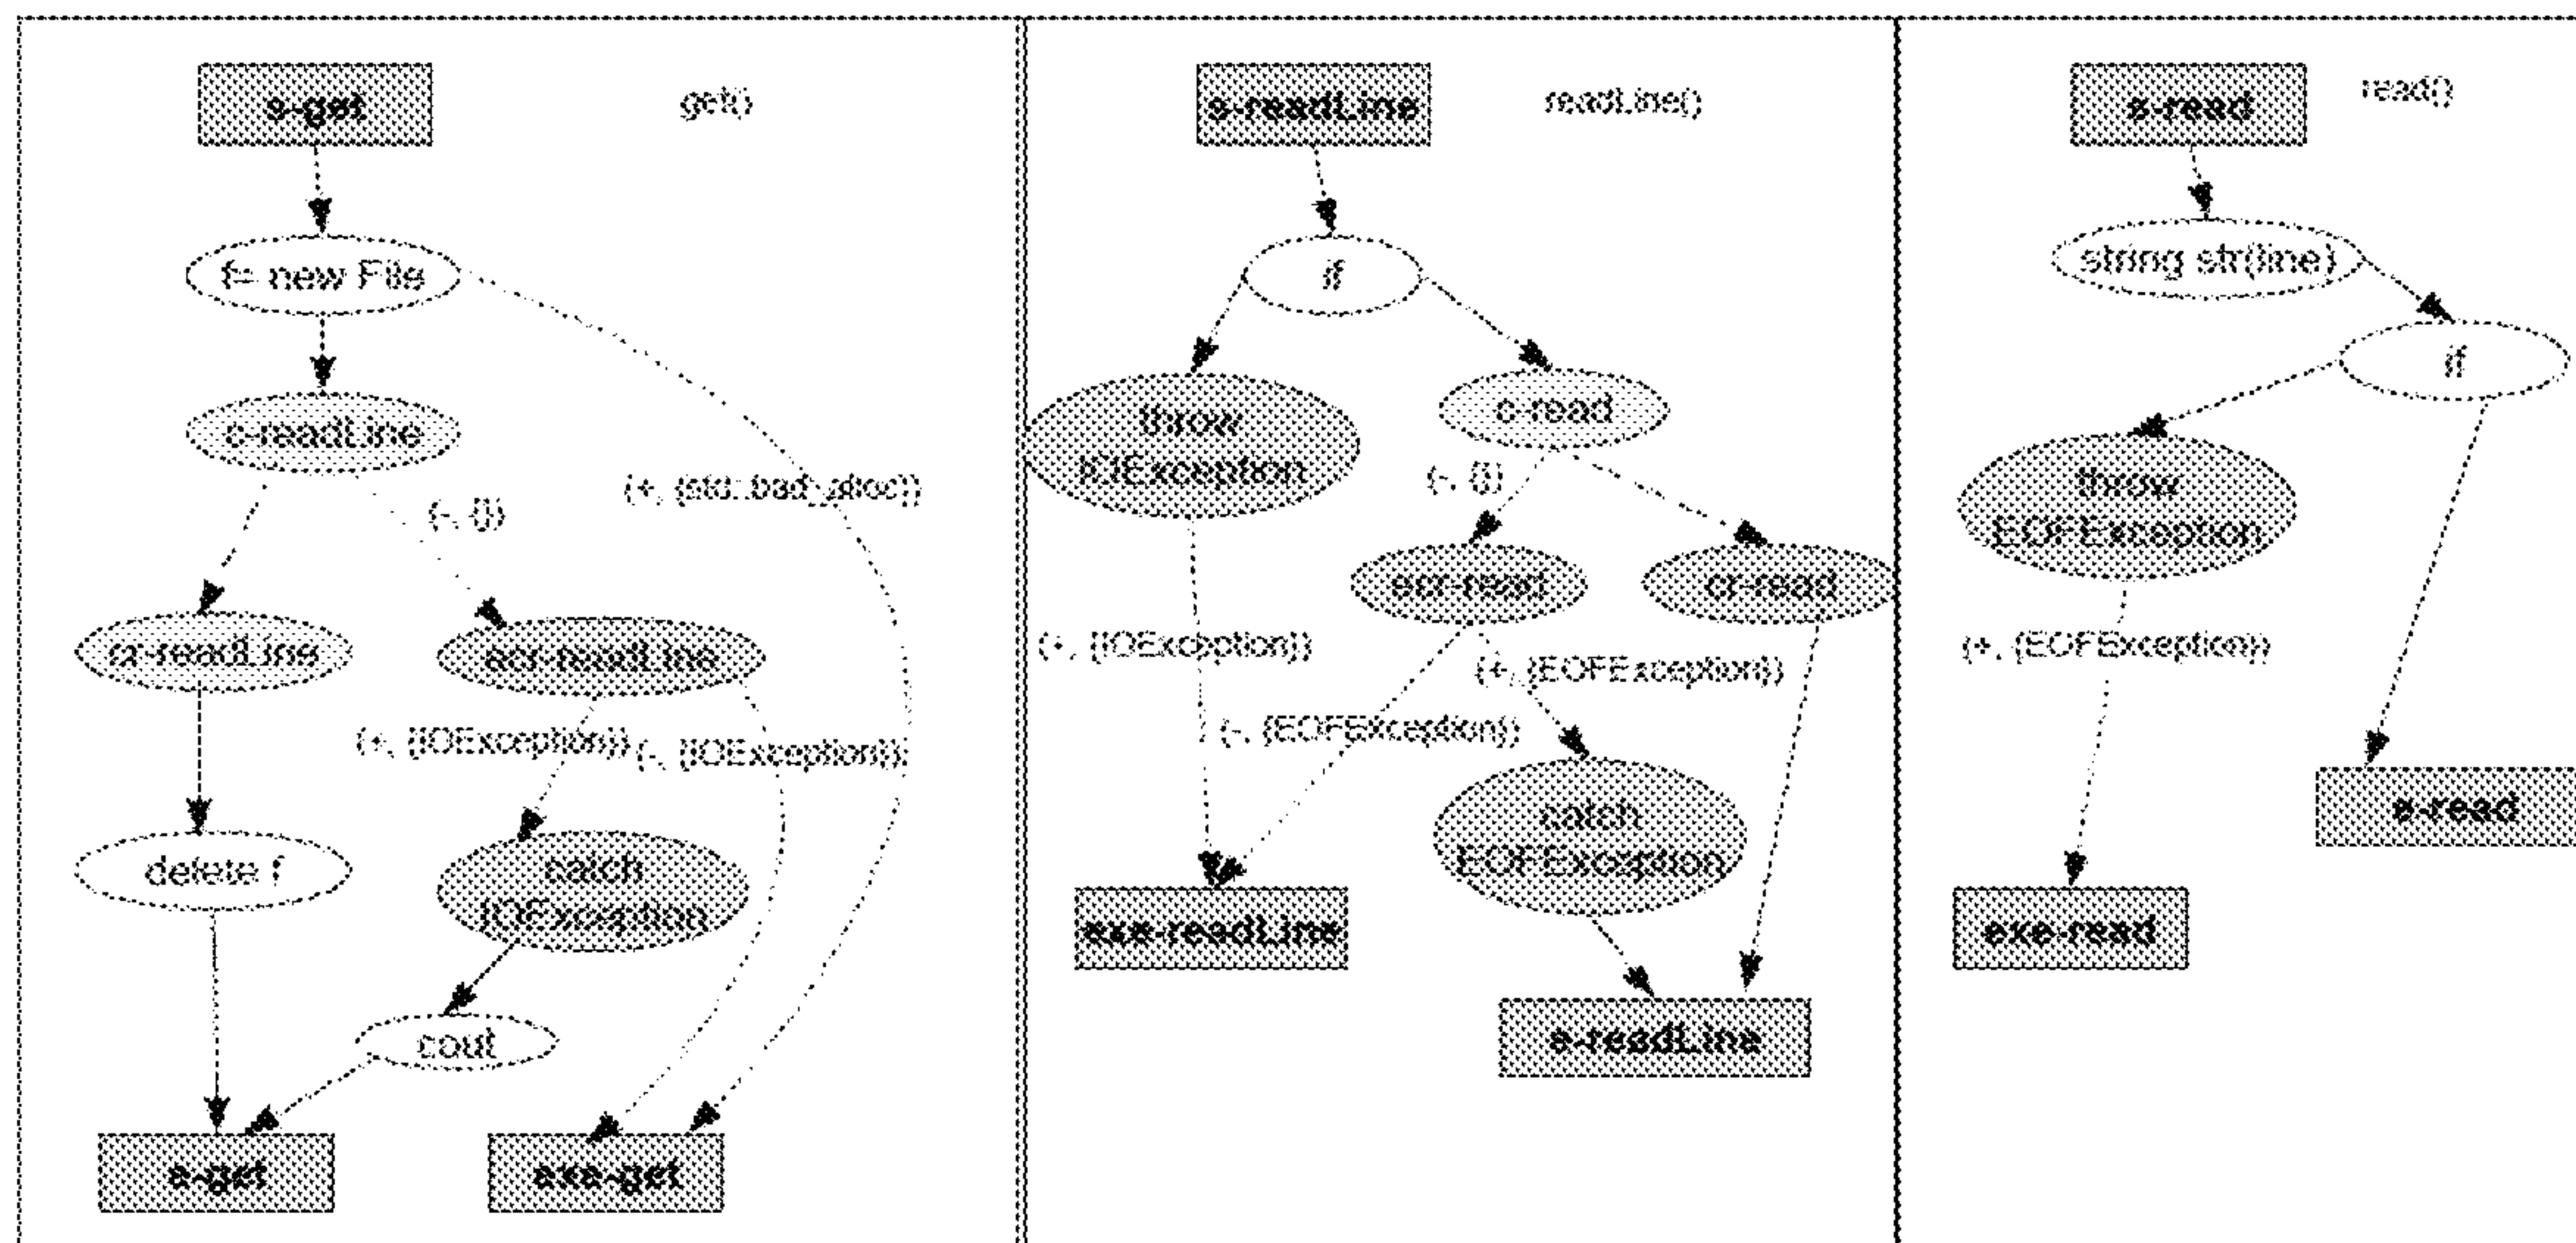 s-get
get()
f= new File
c-readLine
(-, {})
(+, {std::bad_alloc})
cr-readLine
ecr-readLine
(+, {IOException})
(-, {IOException})
delete f
catch
IOException
cout
e-get
exe-get
s-readLine
readLine()
if
throw
IOException
c-read
(-, {})
ecr-read
cr-read
(+, {IOException})
(+, {EOFException})
(-, {EOFException})
catch
EOFException
exe-readLine
e-readLine
s-read
read()
string str(line)
if
throw
EOFException
(+, {EOFException})
e-read
exe-read